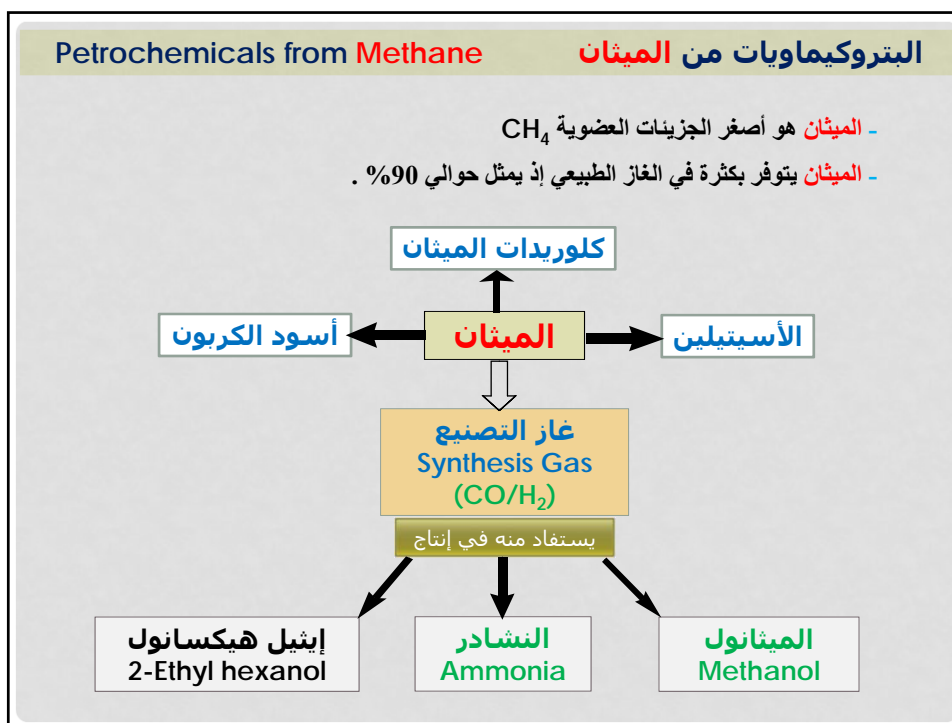 البتروكيماويات من الميثان
Petrochemicals from Methane
- الميثان هو أصغر الجزيئات العضوية CH₄
- الميثان يتوفر بكثرة في الغاز الطبيعي إذ يمثل حوالي 90% .
كلوريدات الميثان
الأسيتيلين
الميثان
أسود الكربون
غاز التصنيع
Synthesis Gas
(CO/H₂)
يستفاد منه في إنتاج
الميثانول
Methanol
النشادر
Ammonia
إيثيل هيكسانول
2-Ethyl hexanol